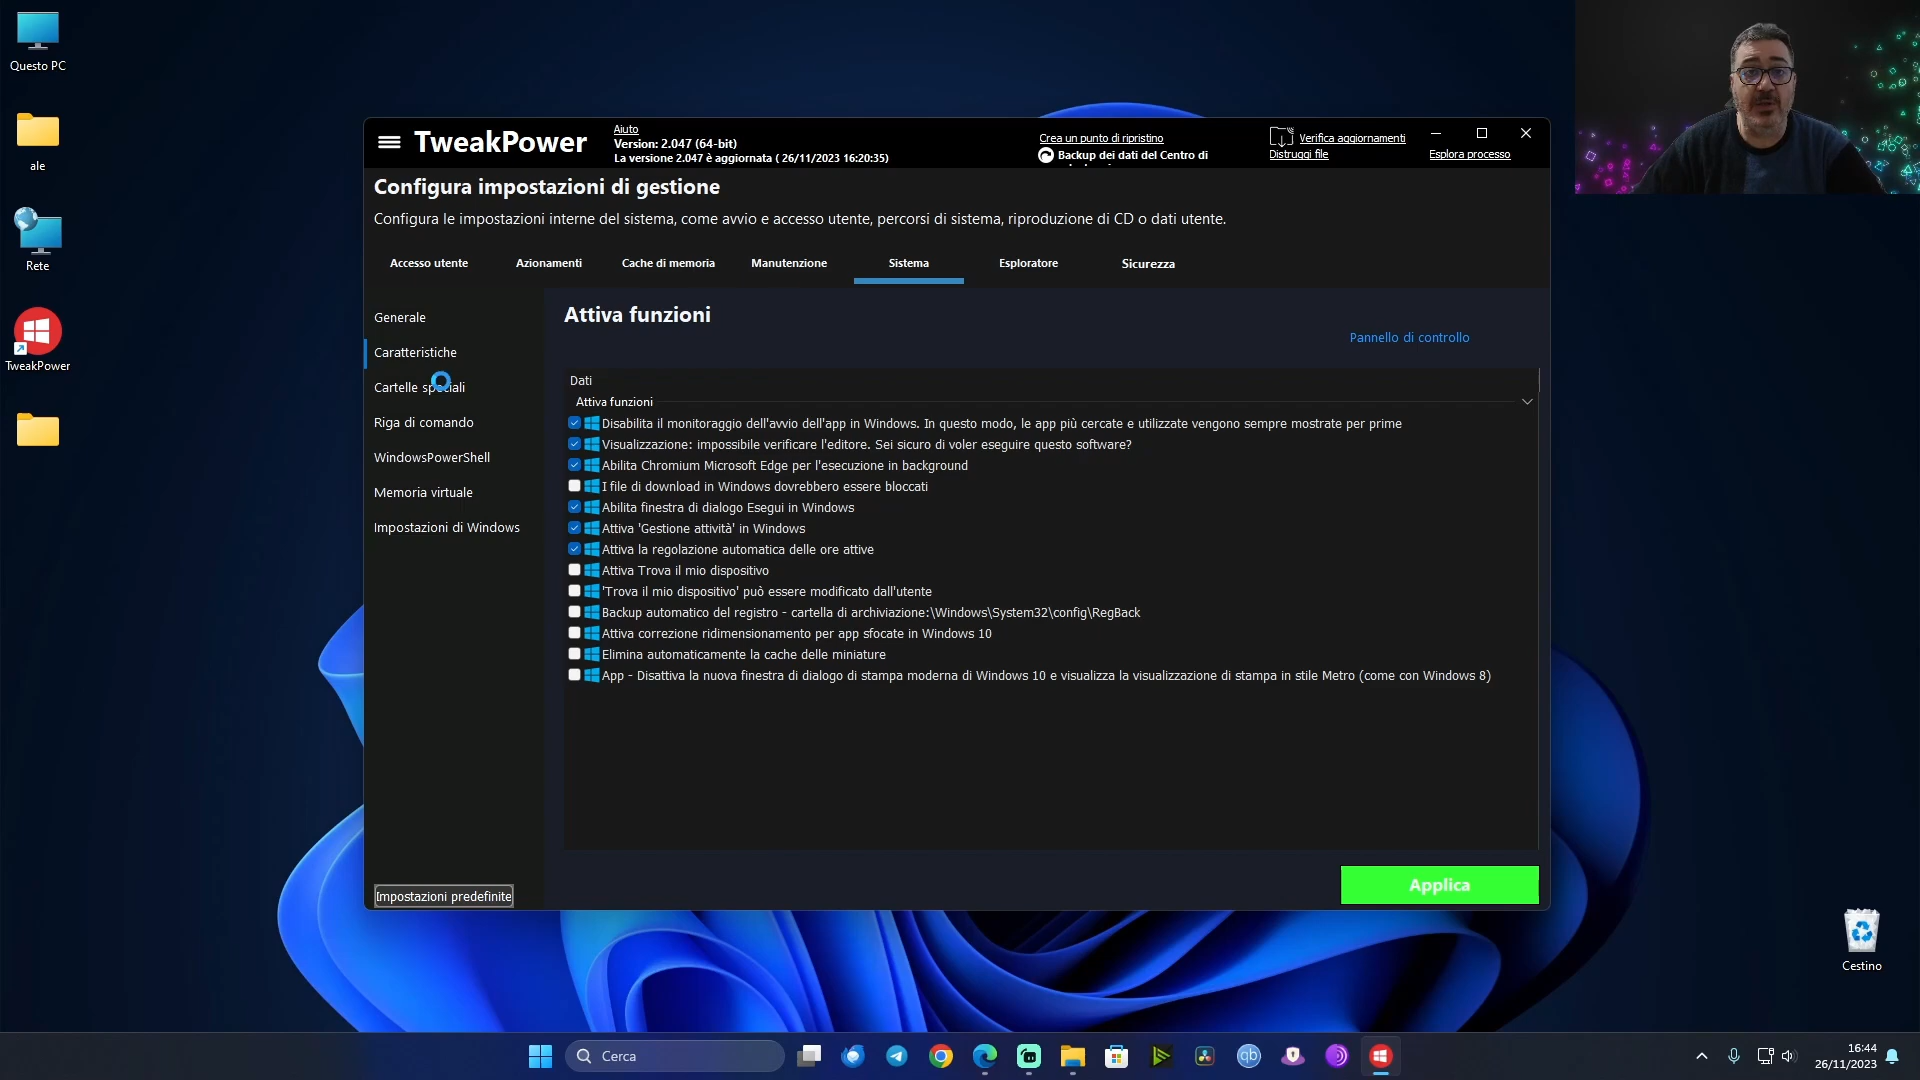 Questo PC
ale
Rete
TweakPower
TweakPower
Aiuto
Version: 2.047 (64-bit)
La versione 2.047 è aggiornata ( 26/11/2023 16:20:35)
Crea un punto di ripristino
Backup dei dati del Centro di
Verifica aggiornamenti
Distruggi file
Esplora processo
Configura impostazioni di gestione
Configura le impostazioni interne del sistema, come avvio e accesso utente, percorsi di sistema, riproduzione di CD o dati utente.
Accesso utente
Azionamenti
Cache di memoria
Manutenzione
Sistema
Esploratore
Sicurezza
Generale
Caratteristiche
Cartelle speciali
Riga di comando
WindowsPowerShell
Memoria virtuale
Impostazioni di Windows
Impostazioni predefinite
Attiva funzioni
Pannello di controllo
Dati
Attiva funzioni
Disabilita il monitoraggio dell'avvio dell'app in Windows. In questo modo, le app più cercate e utilizzate vengono sempre mostrate per prime
Visualizzazione: impossibile verificare l'editore. Sei sicuro di voler eseguire questo software?
Abilita Chromium Microsoft Edge per l'esecuzione in background
I file di download in Windows dovrebbero essere bloccati
Abilita finestra di dialogo Esegui in Windows
Attiva 'Gestione attività' in Windows
Attiva la regolazione automatica delle ore attive
Attiva Trova il mio dispositivo
'Trova il mio dispositivo' può essere modificato dall'utente
Backup automatico del registro - cartella di archiviazione:\Windows\System32\config\RegBack
Attiva correzione ridimensionamento per app sfocate in Windows 10
Elimina automaticamente la cache delle miniature
App - Disattiva la nuova finestra di dialogo di stampa moderna di Windows 10 e visualizza la visualizzazione di stampa in stile Metro (come con Windows 8)
Applica
Cestino
Cerca
qb
16:44
26/11/2023